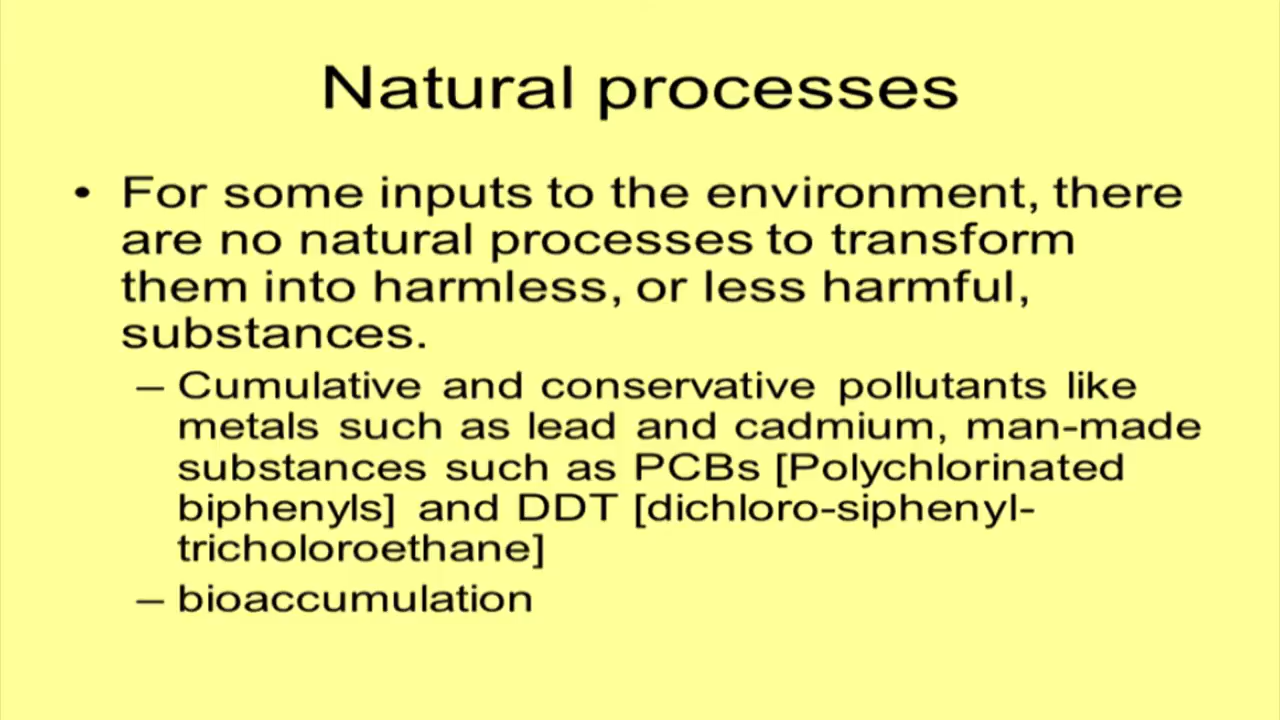 Natural processes
• For some inputs to the environment, there
are no natural processes to transform
them into harmless, or less harmful,
substances.
– Cumulative and conservative pollutants like
metals such as lead and cadmium, man-made
substances such as PCBs [Polychlorinated
biphenyls] and DDT [dichloro-siphenyl-
tricholoroethane]
– bioaccumulation